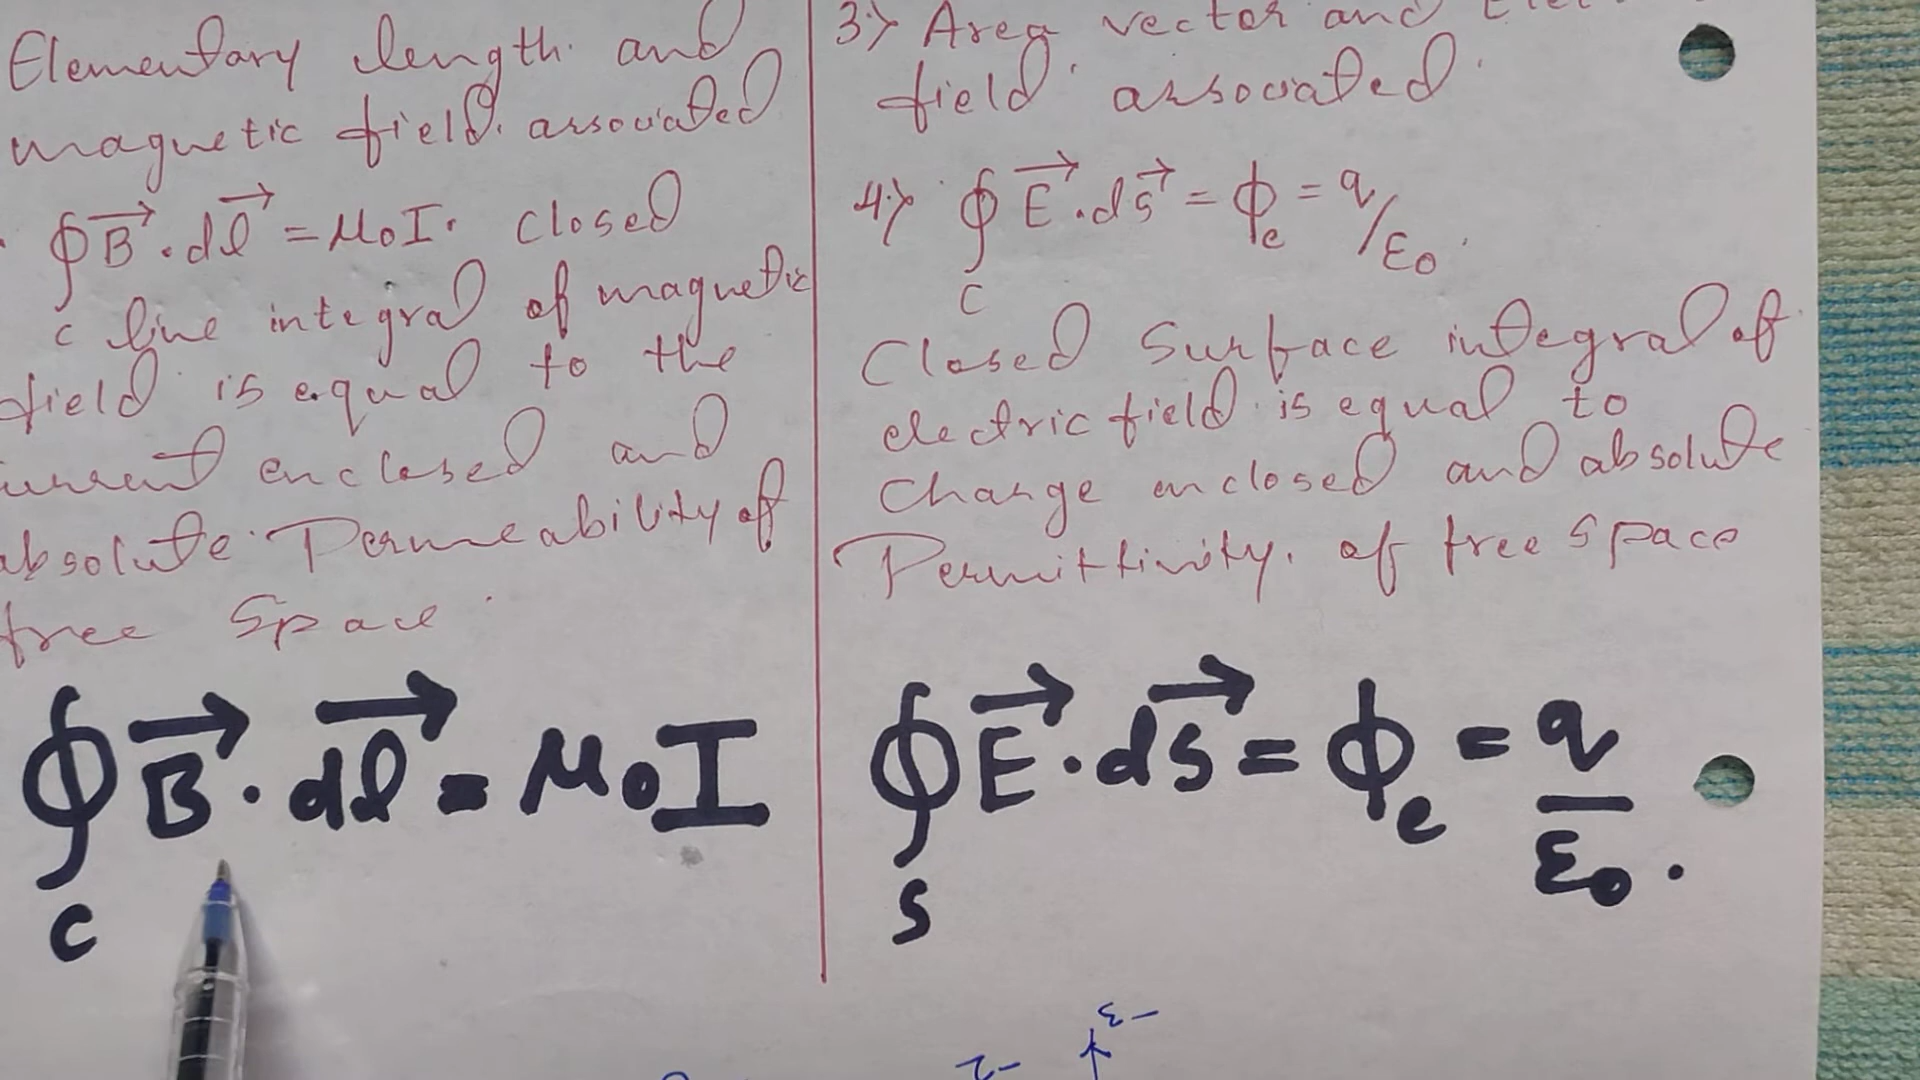 Elementary length and
magnetic field. associated
∮B⃗.dl⃗ = μ₀I. Closed
c line integral of magnetic
field is equal to the
enclosed and
absolute Permeability of
free Space
∮B⃗.dl⃗ = μ₀I
c
3⟩ Area vector and
field associated
4⟩ ∮E⃗.ds⃗ = ϕe = q/ε₀
c
Closed Surface integral of
electric field is equal to
Charge enclosed and absolute
Permittivity. of free space
∮E⃗.ds⃗ = ϕe = q/ε₀.
s